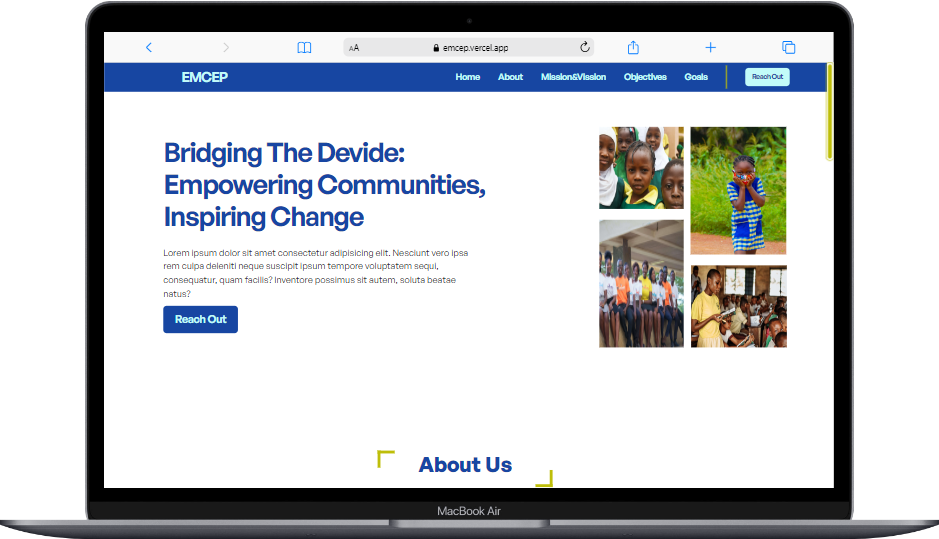 AA emcep.vercel.app
EMCEP Home About Mission&Vission Objectives Goals Reach Out
Bridging The Devide:
Empowering Communities,
Inspiring Change
Lorem ipsum dolor sit amet consectetur adipisicing elit. Nesciunt vero ipsa
rem culpa deleniti neque suscipit ipsum tempore voluptatem sequi,
consequatur, quam facilis? Inventore possimus sit autem, soluta beatae
natus?
Reach Out
About Us
MacBook Air